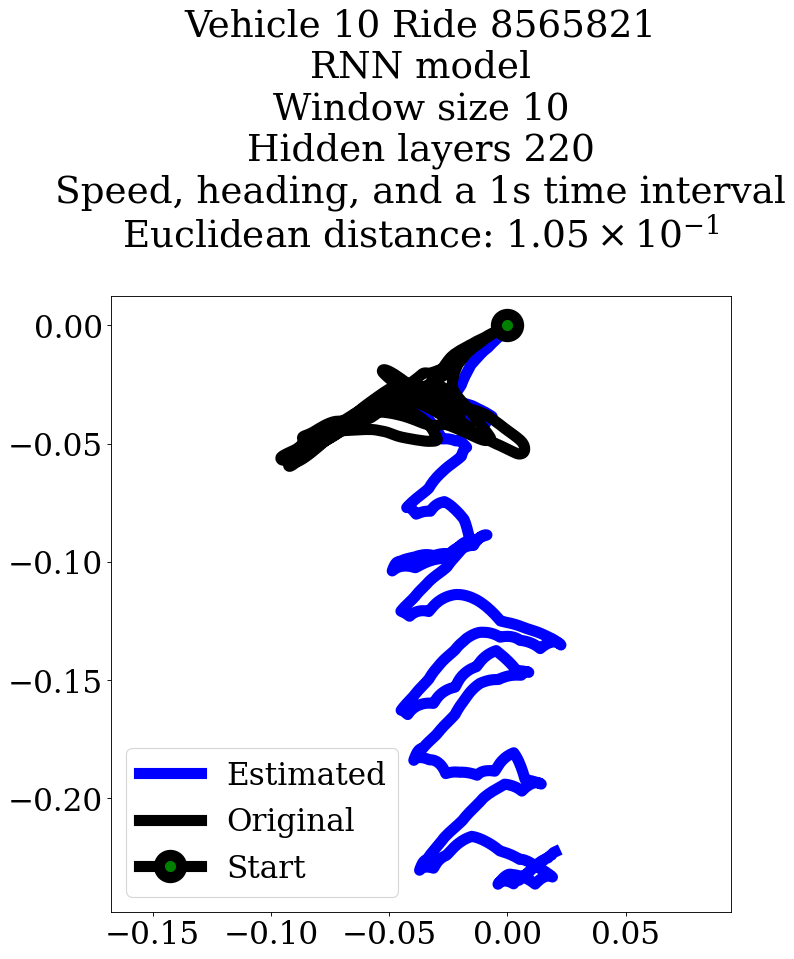 Vehicle 10 Ride 8565821
RNN model
Window size 10
Hidden layers 220
Speed, heading, and a 1s time interval
Euclidean distance: 1.05 × 10⁻¹
0.00
−0.05
−0.10
−0.15
−0.20
Estimated
Original
Start
−0.15 −0.10 −0.05 0.00 0.05